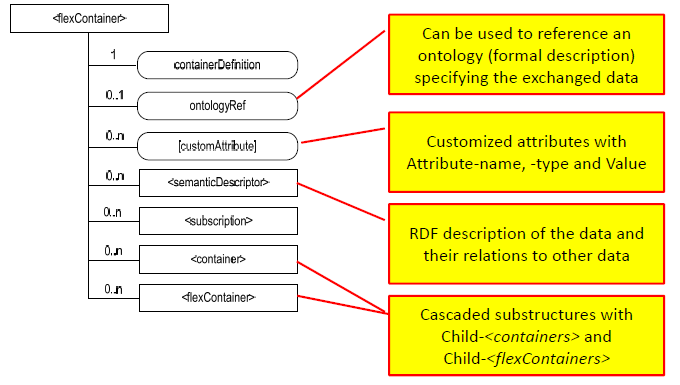 <flexContainer>
1
containerDefinition
0..1
ontologyRef
0..n
[customAttribute]
0..n
<semanticDescriptor>
0..n
<subscription>
0..n
<container>
0..n
<flexContainer>
Can be used to reference an
ontology (formal description)
specifying the exchanged data
Customized attributes with
Attribute-name, -type and Value
RDF description of the data and
their relations to other data
Cascaded substructures with
Child-<containers> and
Child-<flexContainers>